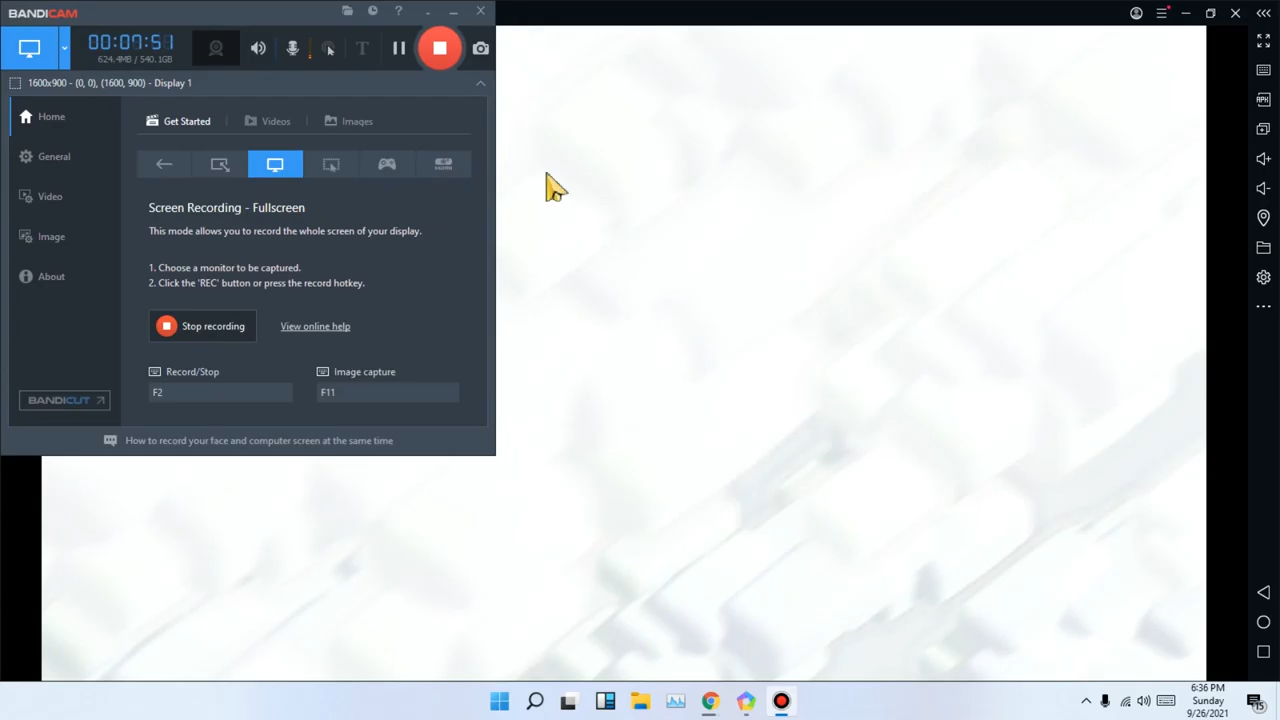 BANDICAM
00:07:51
624.4MB / 540.1GB
1600x900 - (0, 0), (1600, 900) - Display 1
Home
General
Video
Image
About
BANDICUT
Get Started
Videos
Images
Screen Recording - Fullscreen
This mode allows you to record the whole screen of your display.
1. Choose a monitor to be captured.
2. Click the 'REC' button or press the record hotkey.
Stop recording
View online help
Record/Stop
F2
Image capture
F11
How to record your face and computer screen at the same time
APK
6:36 PM
Sunday
9/26/2021
15